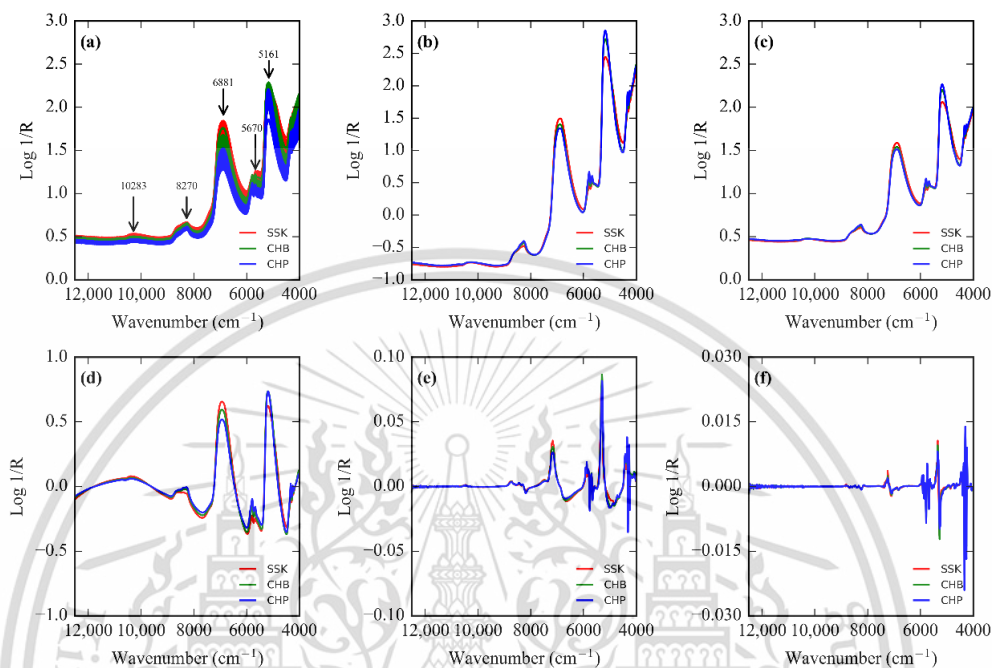 3.0
2.5
2.0
1.5
1.0
0.5
0.0
Log 1/R
(a)
10283
8270
6881
5670
5161
SSK
CHB
CHP
12,000 10,000 8000 6000 4000
Wavenumber (cm−1)
3.0
2.5
2.0
1.5
1.0
0.5
0.0
−0.5
−1.0
Log 1/R
(b)
SSK
CHB
CHP
12,000 10,000 8000 6000 4000
Wavenumber (cm−1)
3.0
2.5
2.0
1.5
1.0
0.5
0.0
Log 1/R
(c)
SSK
CHB
CHP
12,000 10,000 8000 6000 4000
Wavenumber (cm−1)
1.0
0.5
0.0
−0.5
−1.0
Log 1/R
(d)
SSK
CHB
CHP
12,000 10,000 8000 6000 4000
Wavenumber (cm−1)
0.10
0.05
0.00
−0.05
−0.10
Log 1/R
(e)
SSK
CHB
CHP
12,000 10,000 8000 6000 4000
Wavenumber (cm−1)
0.030
0.015
0.000
−0.015
−0.030
Log 1/R
(f)
SSK
CHB
CHP
12,000 10,000 8000 6000 4000
Wavenumber (cm−1)